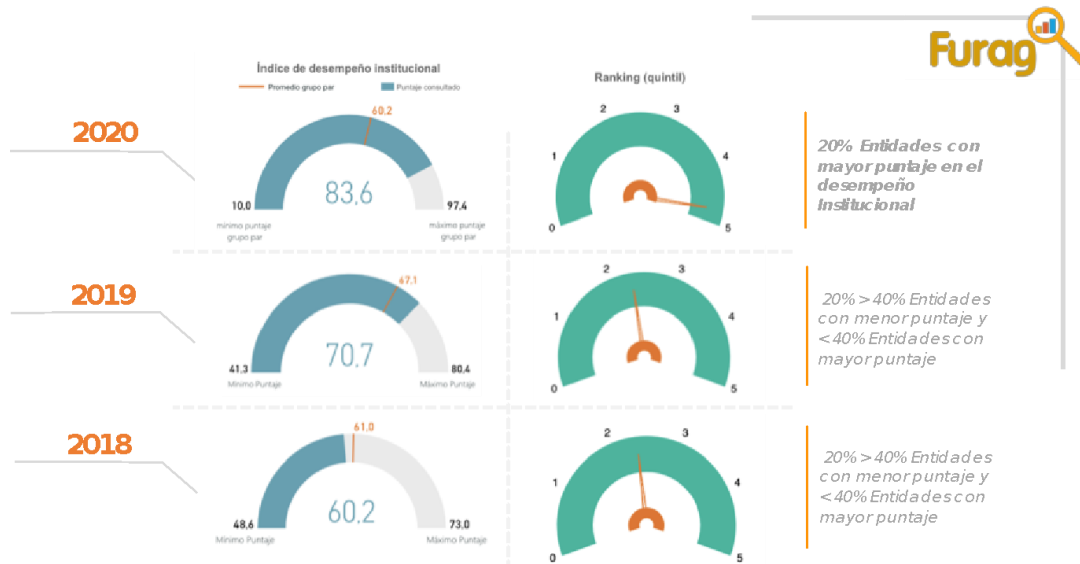 Furag
Índice de desempeño institucional
Promedio grupo par
Puntaje consultado
Ranking (quintil)
2020
60,2
83,6
10,0
97,4
mínimo puntaje
grupo par
máximo puntaje
grupo par
0
1
2
3
4
5
20% Entidades con
mayor puntaje en el
desempeño
Institucional
2019
67,1
70,7
41,3
80,4
Mínimo Puntaje
Máximo Puntaje
0
1
2
3
4
5
20% > 40% Entidades
con menor puntaje y
< 40% Entidades con
mayor puntaje
2018
61,0
60,2
48,6
73,0
Mínimo Puntaje
Máximo Puntaje
0
1
2
3
4
5
20% > 40% Entidades
con menor puntaje y
< 40% Entidades con
mayor puntaje